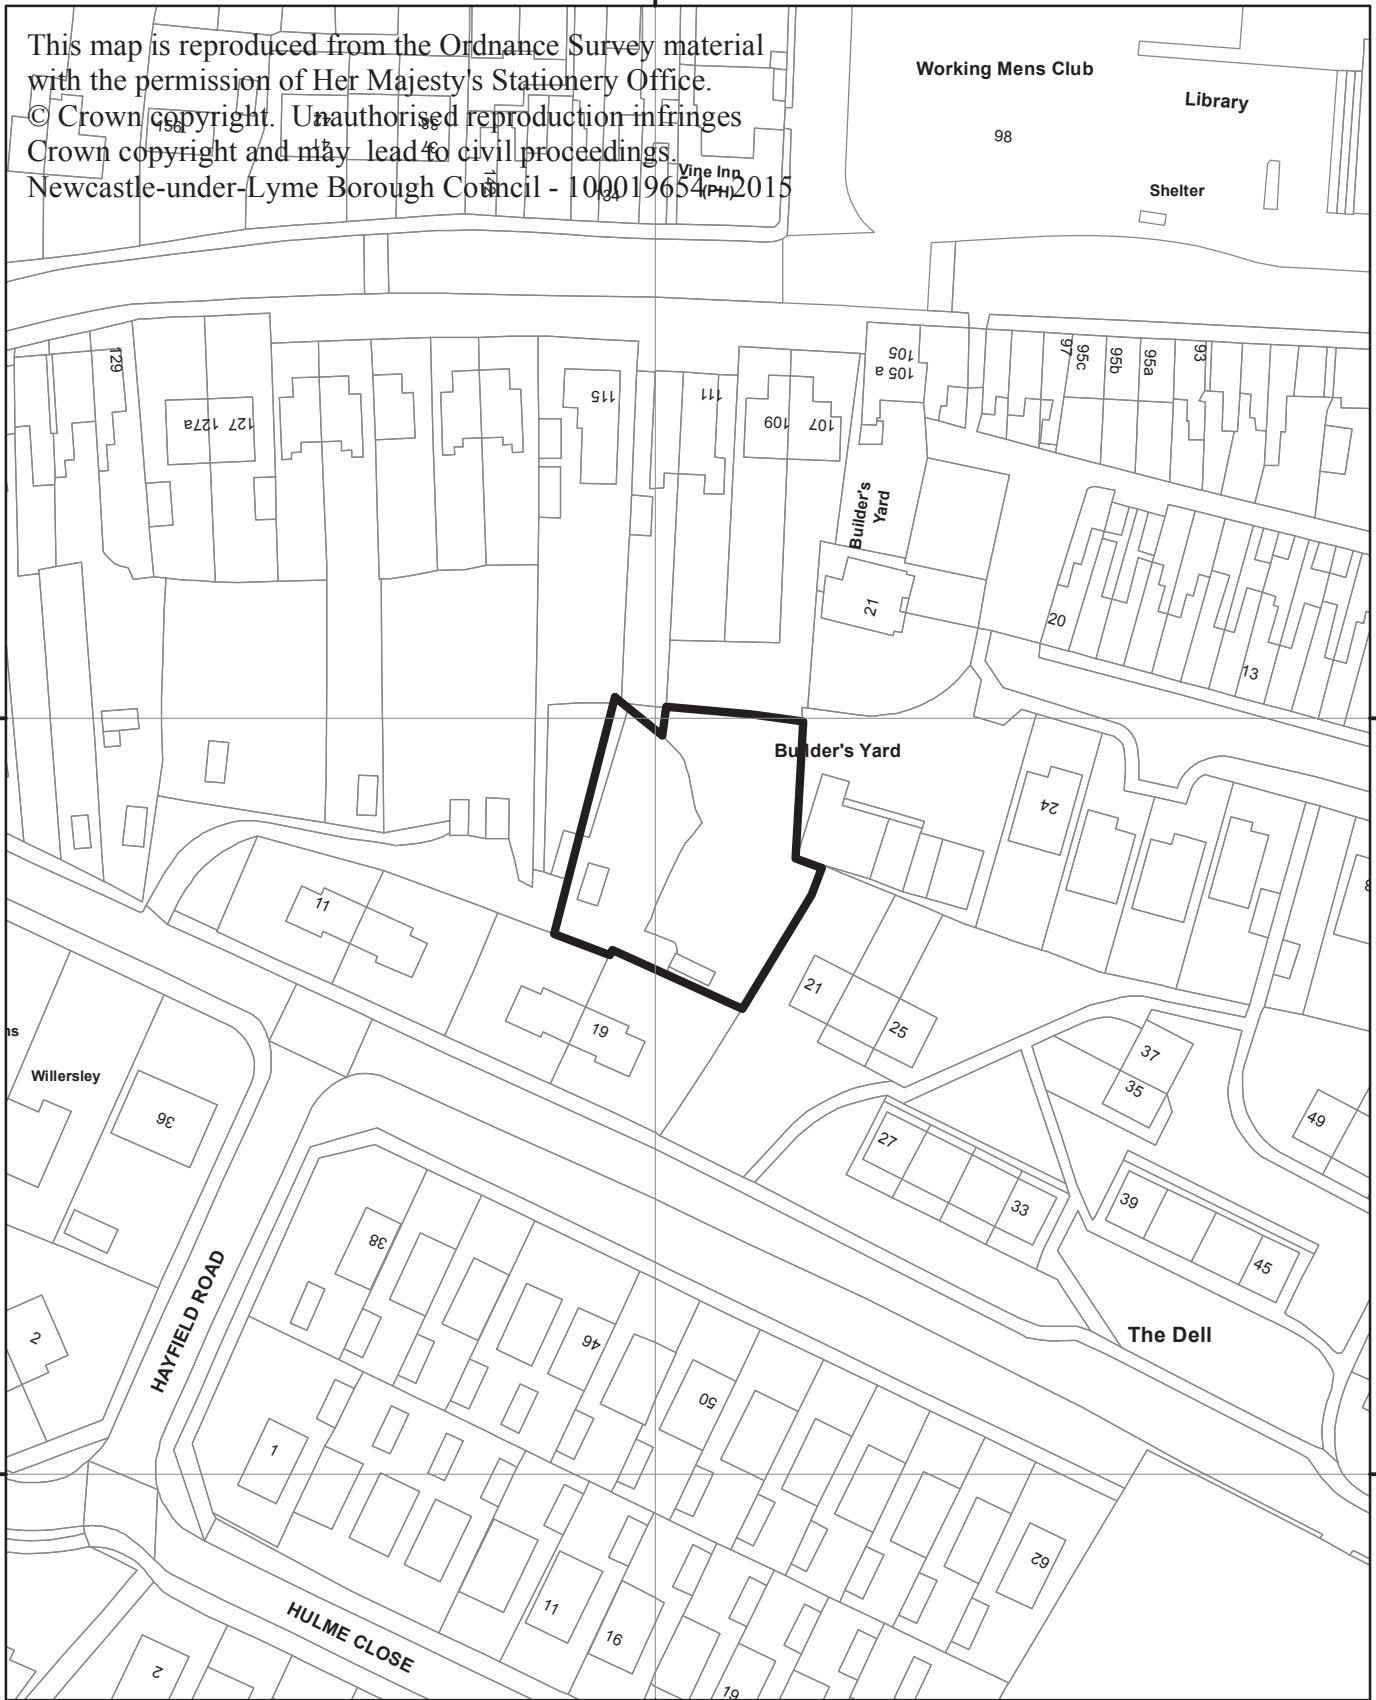 This map is reproduced from the Ordnance Survey material
with the permission of Her Majesty's Stationery Office.
© Crown copyright. Unauthorised reproduction infringes
Crown copyright and may lead to civil proceedings.
Newcastle-under-Lyme Borough Council - 100019654 - 2015
Working Mens Club
Library
98
Shelter
156
142
134
Vine Inn
(PH)
129
127a
127
115
111
109
107
105
105 a
97
95c
95b
95a
93
Builder's
Yard
21
20
13
Builder's Yard
24
11
19
21
25
37
35
49
27
33
39
45
Willersley
36
38
46
50
62
HAYFIELD ROAD
2
1
The Dell
11
16
19
HULME CLOSE
2